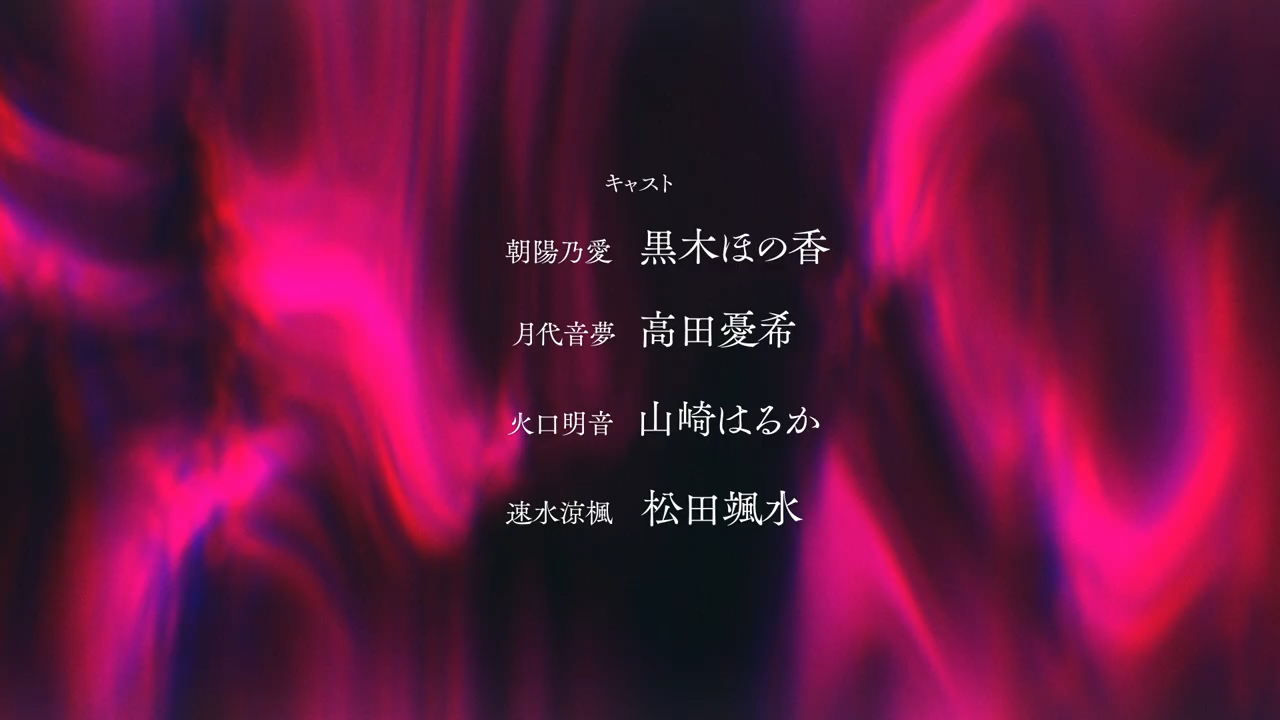 キャスト
朝陽乃愛 黒木ほの香
月代音夢 高田憂希
火口明音 山崎はるか
速水涼楓 松田颯水